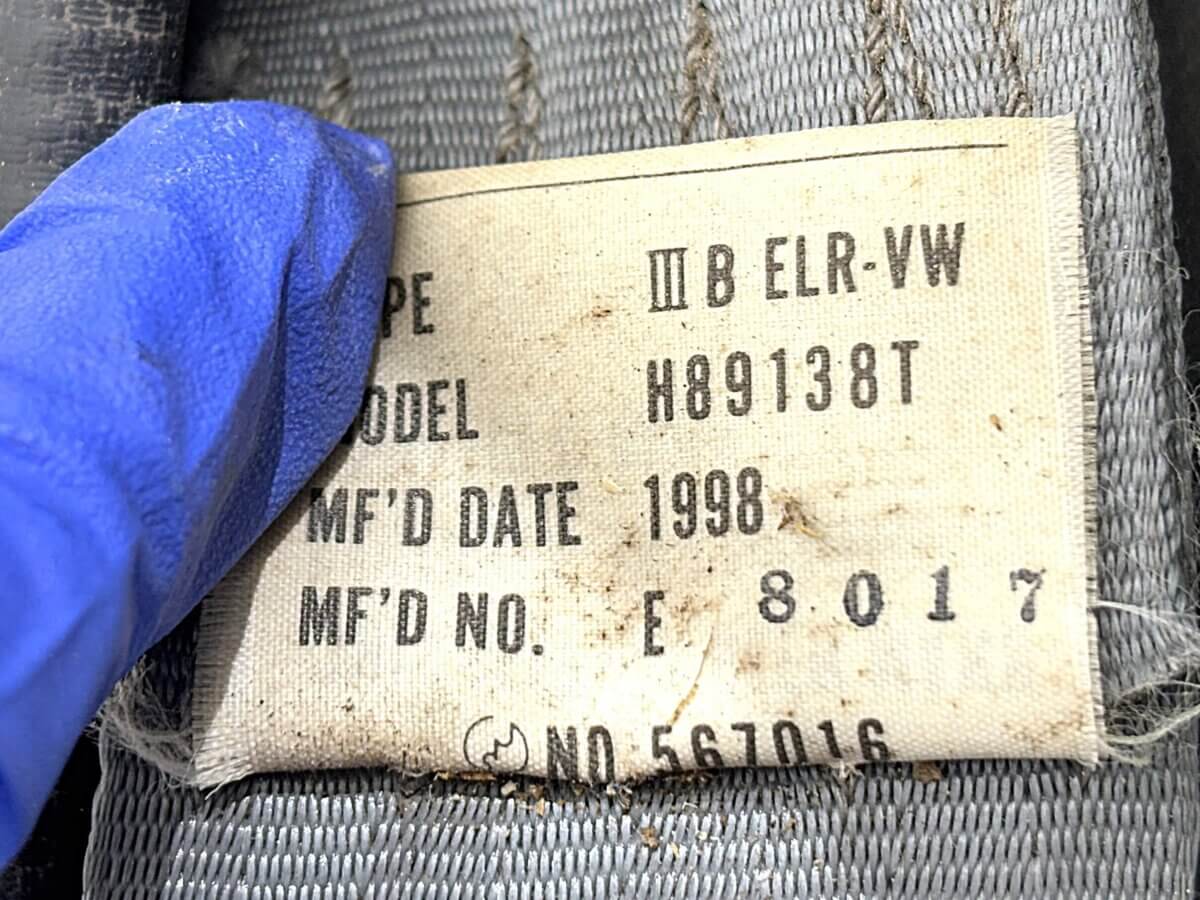 PE III B ELR-VW
ODEL H89138T
MF'D DATE 1998
MF'D NO. E 8017
NO 567016